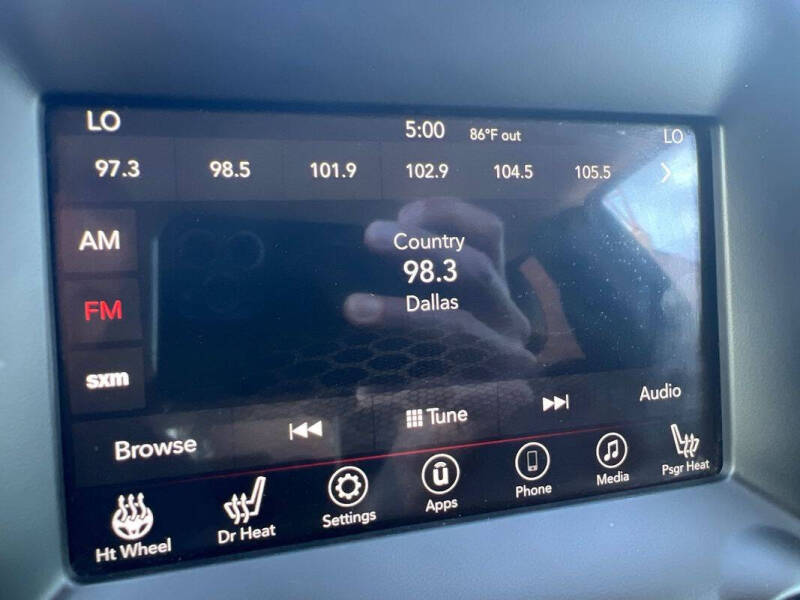 LO 5:00 86°F out LO
97.3 98.5 101.9 102.9 104.5 105.5
AM
Country
98.3
Dallas
FM
sxm
Browse Tune Audio
Ht Wheel Dr Heat Settings Apps Phone Media Psgr Heat